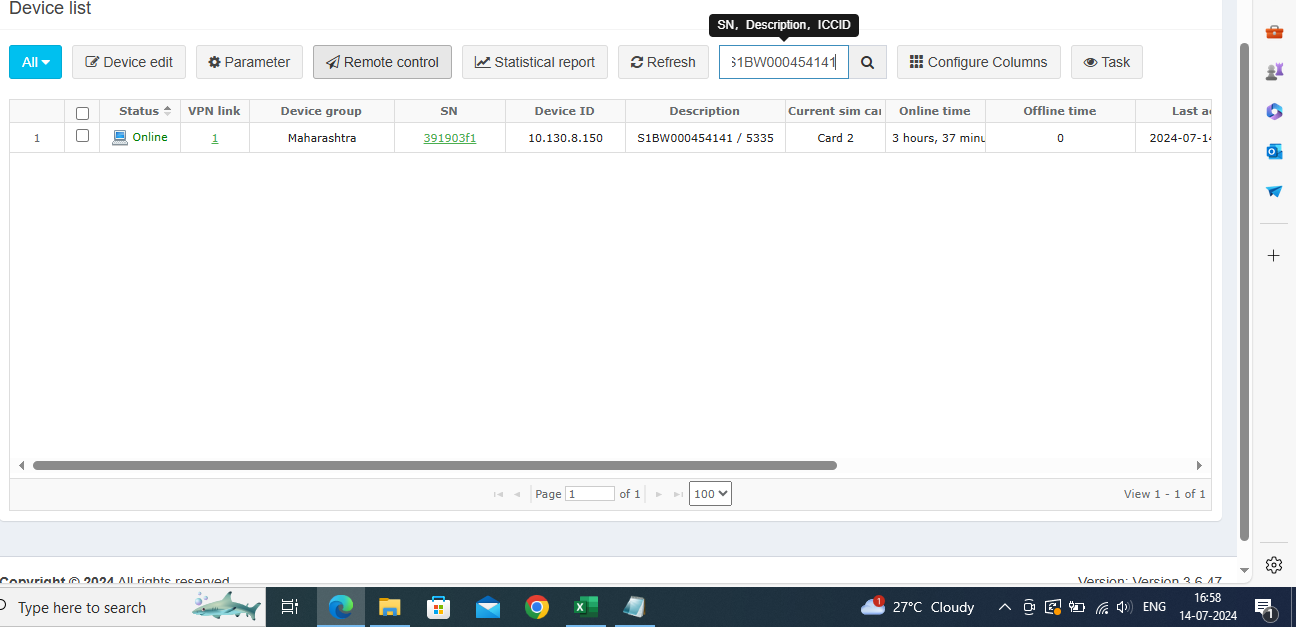 Device list
SN, Description, ICCID
All Device edit Parameter Remote control Statistical report Refresh S1BW000454141 Configure Columns Task
Status VPN link Device group SN Device ID Description Current sim car Online time Offline time Last a
1 Online 1 Maharashtra 391903f1 10.130.8.150 S1BW000454141 / 5335 Card 2 3 hours, 37 minu 0 2024-07-14
Page 1 of 1 100 View 1 - 1 of 1
Copyright © 2024 All rights reserved Version: Version 3.6.47
Type here to search 1 27°C Cloudy ENG 16:58
14-07-2024 1